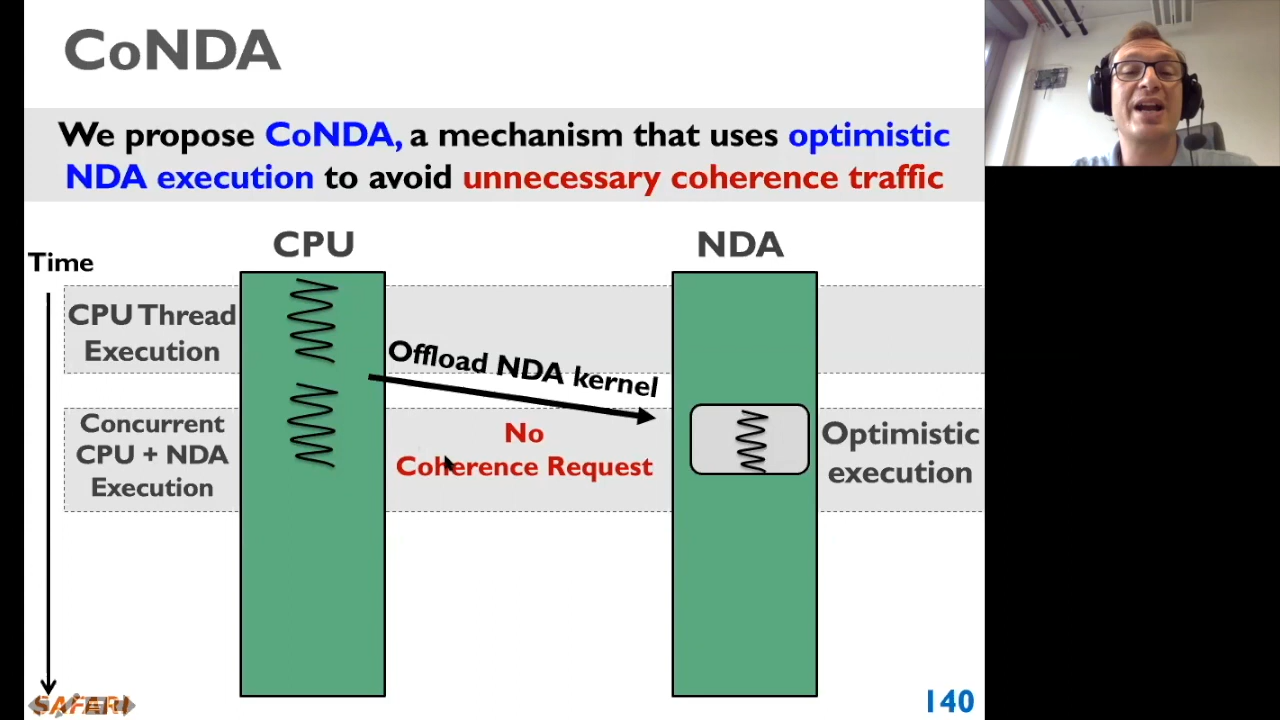 CoNDA
We propose CoNDA, a mechanism that uses optimistic
NDA execution to avoid unnecessary coherence traffic
CPU
NDA
Time
CPU Thread
Execution
Offload NDA kernel
Concurrent
CPU + NDA
Execution
No
Coherence Request
Optimistic
execution
SAFARI
140